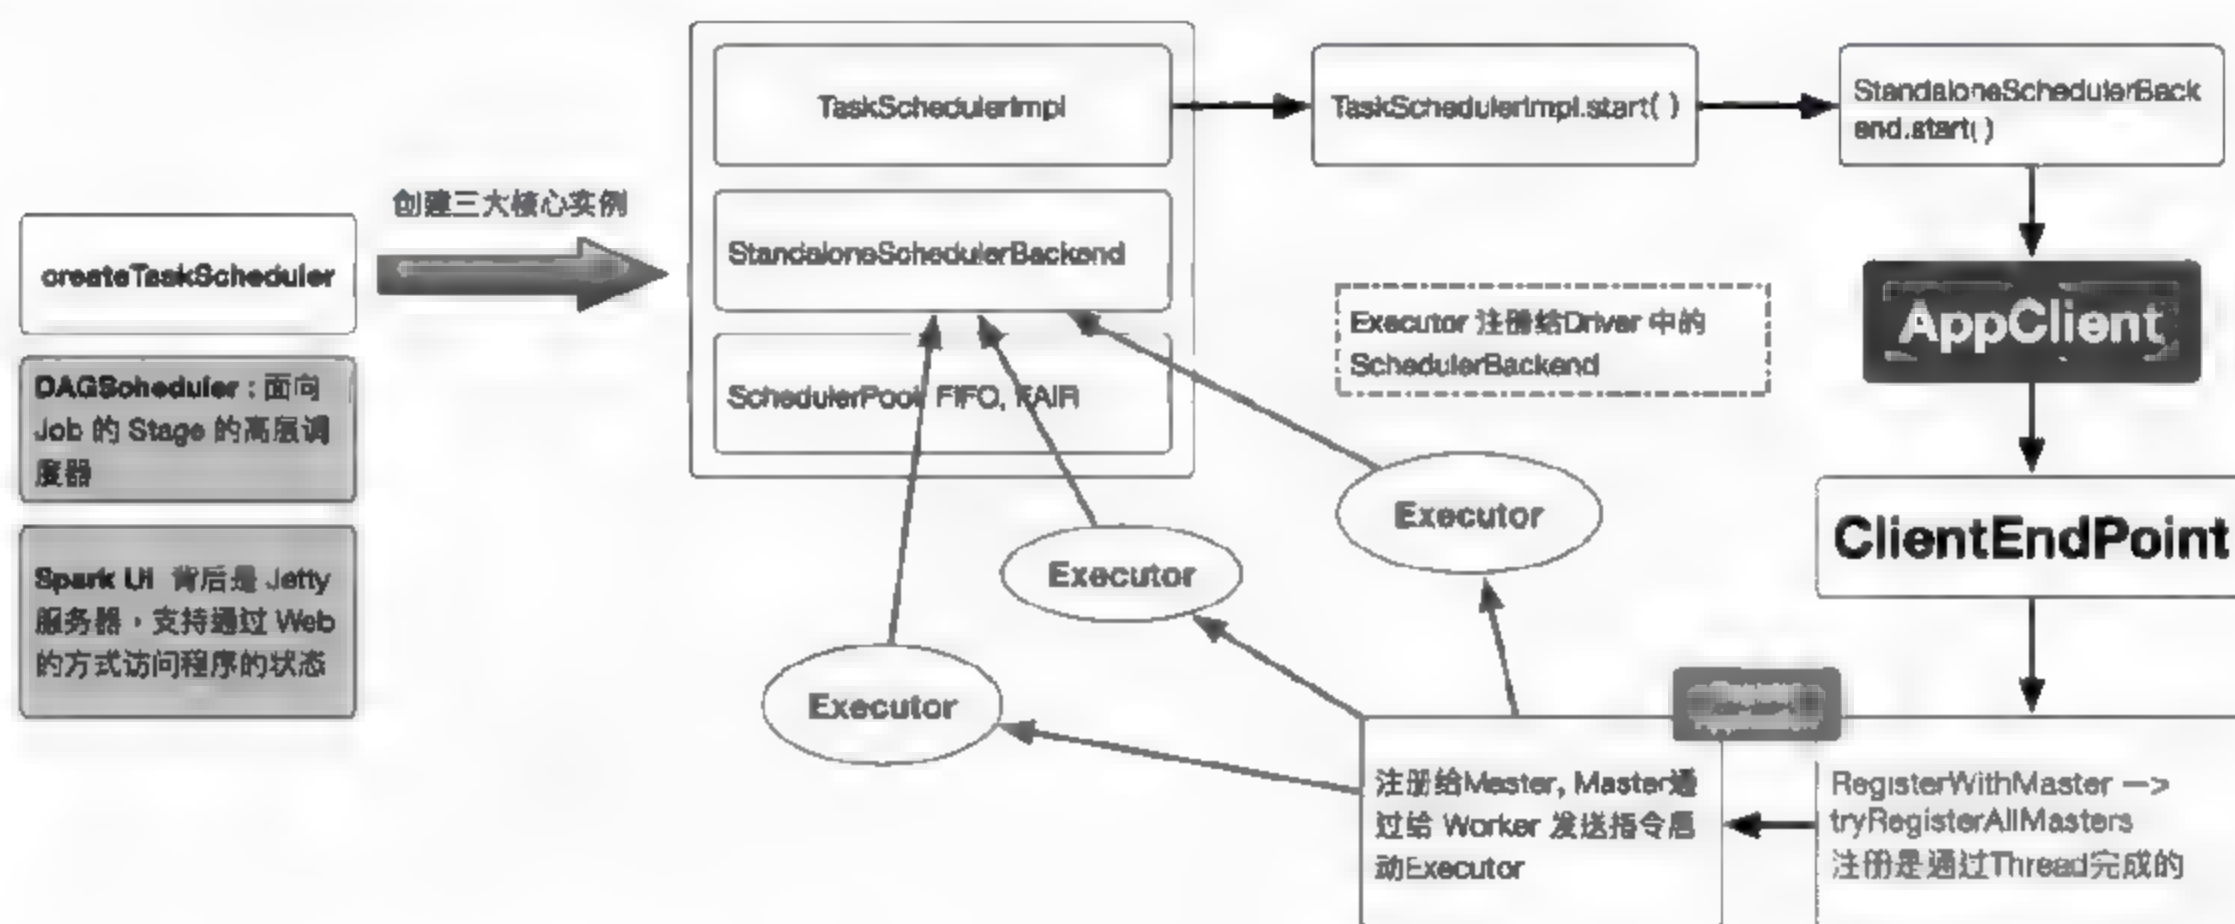 createTaskScheduler
DAGScheduler : 面向
Job 的 Stage 的高层调
度器
Spark UI 背后是 Jetty
服务器，支持通过 Web
的方式访问程序的状态
创建三大核心实例
TaskSchedulerImpl
StandaloneSchedulerBackend
SchedulerPool FIFO, FAIR
TaskSchedulerImpl.start( )
StandaloneSchedulerBack
end.start( )
Executor 注册给Driver 中的
SchedulerBackend
AppClient
ClientEndPoint
Executor
Executor
Executor
注册给Master, Master通
过给 Worker 发送指令启
动Executor
RegisterWithMaster —>
tryRegisterAllMasters
注册是通过Thread完成的